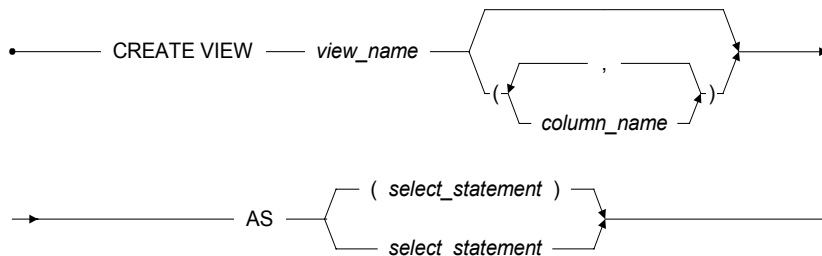 CREATE VIEW view_name
,
( )
column_name
( select_statement )
AS
select statement